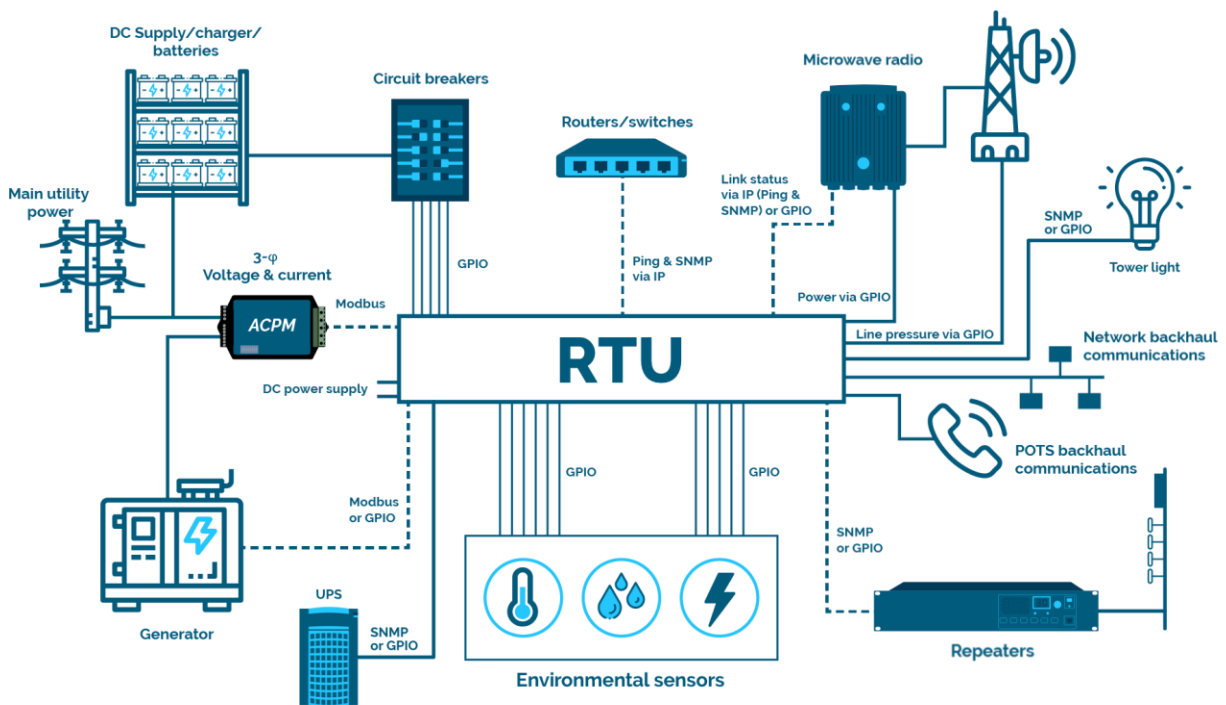 DC Supply/charger/
batteries
Circuit breakers
Routers/switches
Microwave radio
Main utility
power
3-φ
Voltage & current
ACPM
Modbus
GPIO
Ping & SNMP
via IP
Link status
via IP (Ping &
SNMP) or GPIO
SNMP
or GPIO
Tower light
Power via GPIO
Line pressure via GPIO
RTU
DC power supply
Network backhaul
communications
POTS backhaul
communications
Modbus
or GPIO
GPIO
GPIO
SNMP
or GPIO
Generator
UPS
SNMP
or GPIO
Environmental sensors
Repeaters